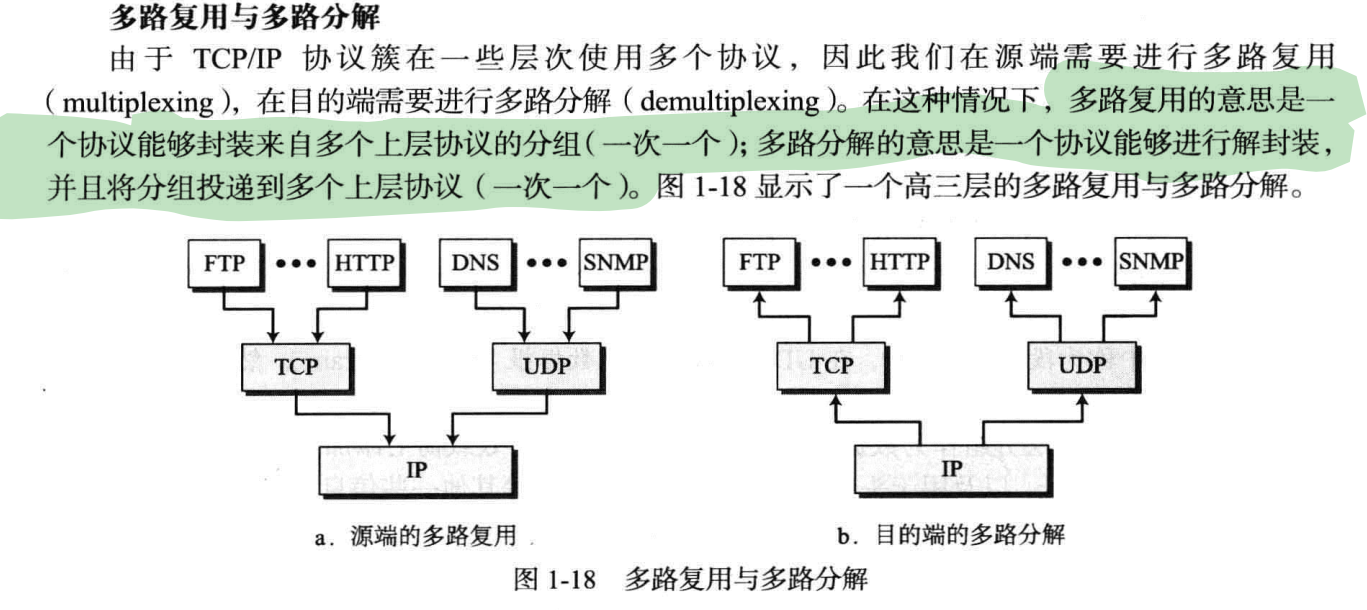 多路复用与多路分解
由于 TCP/IP 协议簇在一些层次使用多个协议，因此我们在源端需要进行多路复用
（multiplexing），在目的端需要进行多路分解（demultiplexing）。在这种情况下，多路复用的意思是一
个协议能够封装来自多个上层协议的分组（一次一个）；多路分解的意思是一个协议能够进行解封装，
并且将分组投递到多个上层协议（一次一个）。图 1-18 显示了一个高三层的多路复用与多路分解。
FTP ••• HTTP DNS ••• SNMP FTP ••• HTTP DNS ••• SNMP
TCP UDP TCP UDP
IP IP
a. 源端的多路复用 b. 目的端的多路分解
图 1-18 多路复用与多路分解